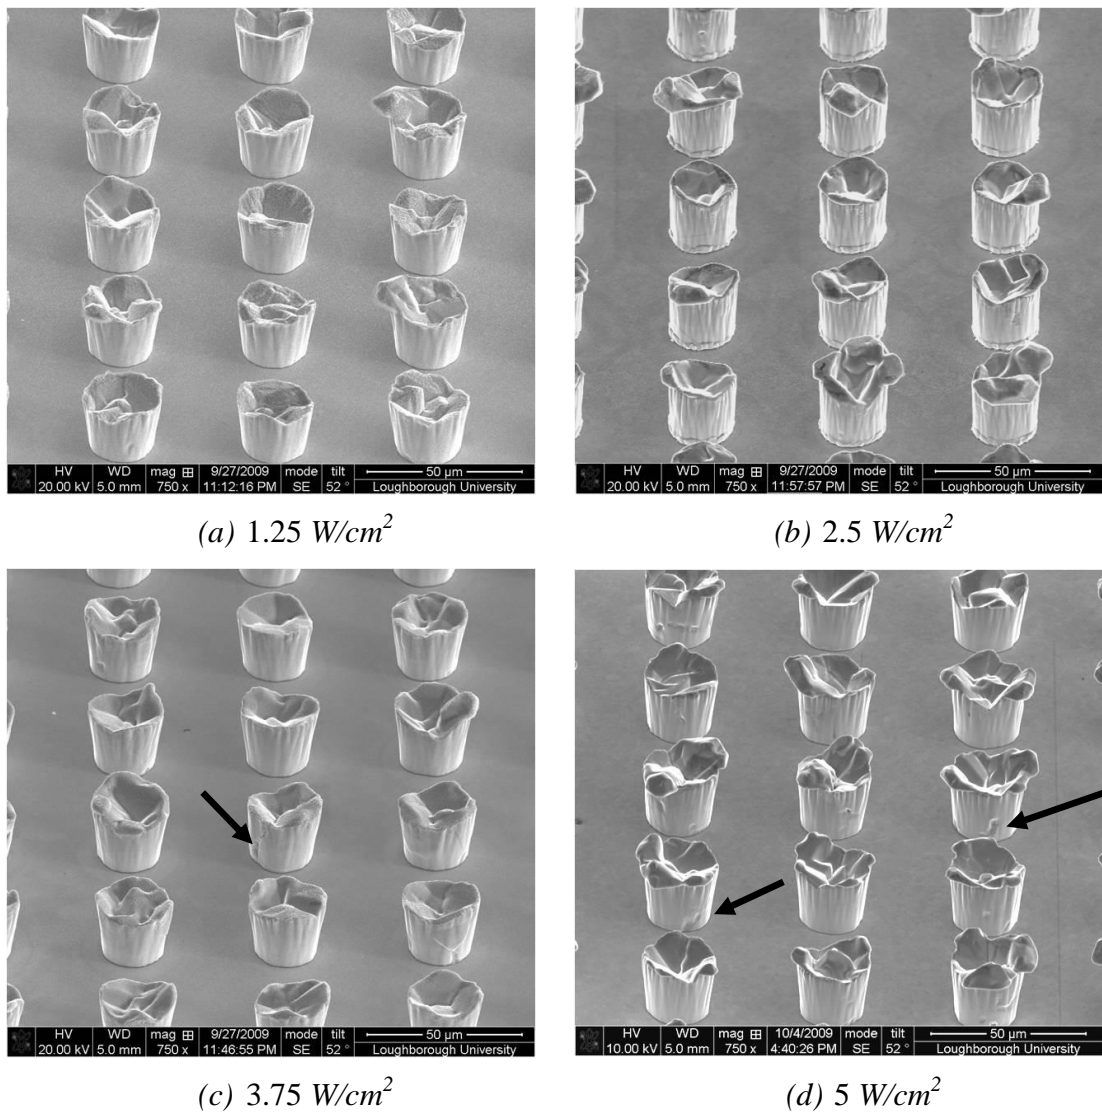 HV WD mag ⊞ 9/27/2009 mode tilt 50 µm
20.00 kV 5.0 mm 750 x 11:12:16 PM SE 52 ° Loughborough University
HV WD mag ⊞ 9/27/2009 mode tilt 50 µm
20.00 kV 5.0 mm 750 x 11:57:57 PM SE 52 ° Loughborough University
(a) 1.25 W/cm²
(b) 2.5 W/cm²
HV WD mag ⊞ 9/27/2009 mode tilt 50 µm
20.00 kV 5.0 mm 750 x 11:46:55 PM SE 52 ° Loughborough University
HV WD mag ⊞ 10/4/2009 mode tilt 50 µm
10.00 kV 5.0 mm 750 x 4:40:26 PM SE 52 ° Loughborough University
(c) 3.75 W/cm²
(d) 5 W/cm²